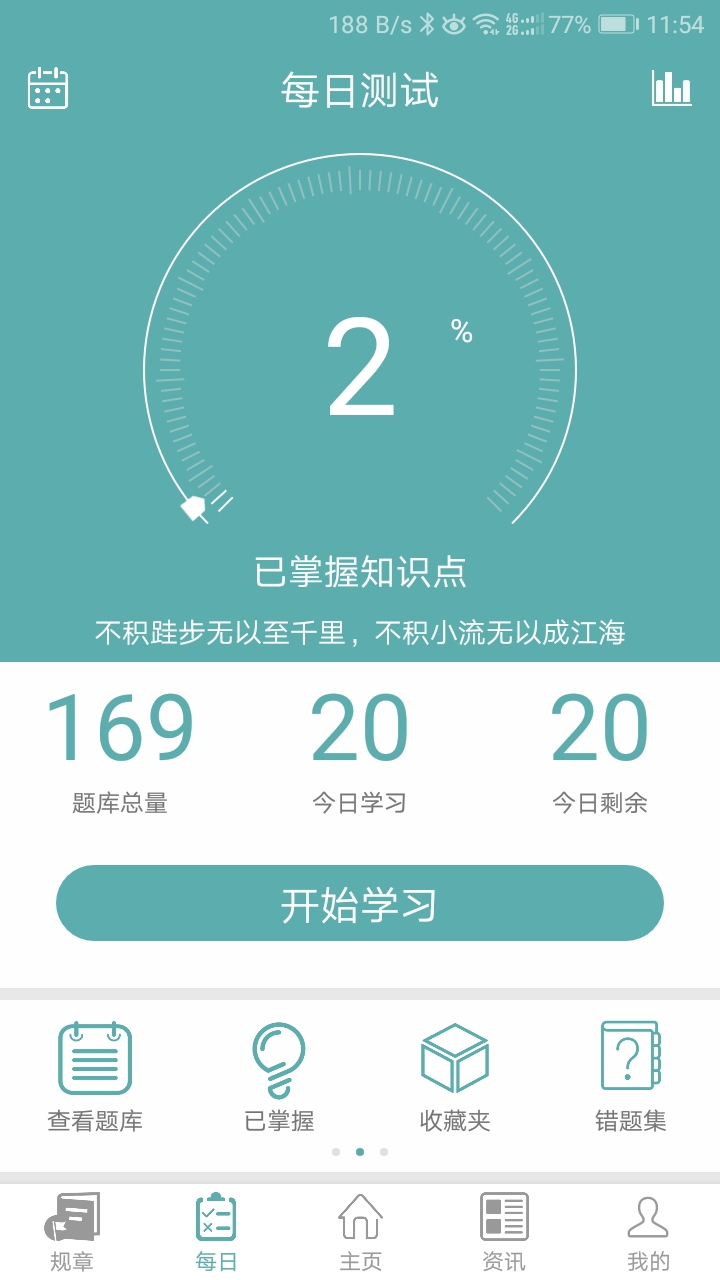 188 B/s 4G 2G 77% 11:54
每日测试
2 %
已掌握知识点
不积跬步无以至千里，不积小流无以成江海
169 20 20
题库总量 今日学习 今日剩余
开始学习
查看题库 已掌握 收藏夹 错题集
规章 每日 主页 资讯 我的